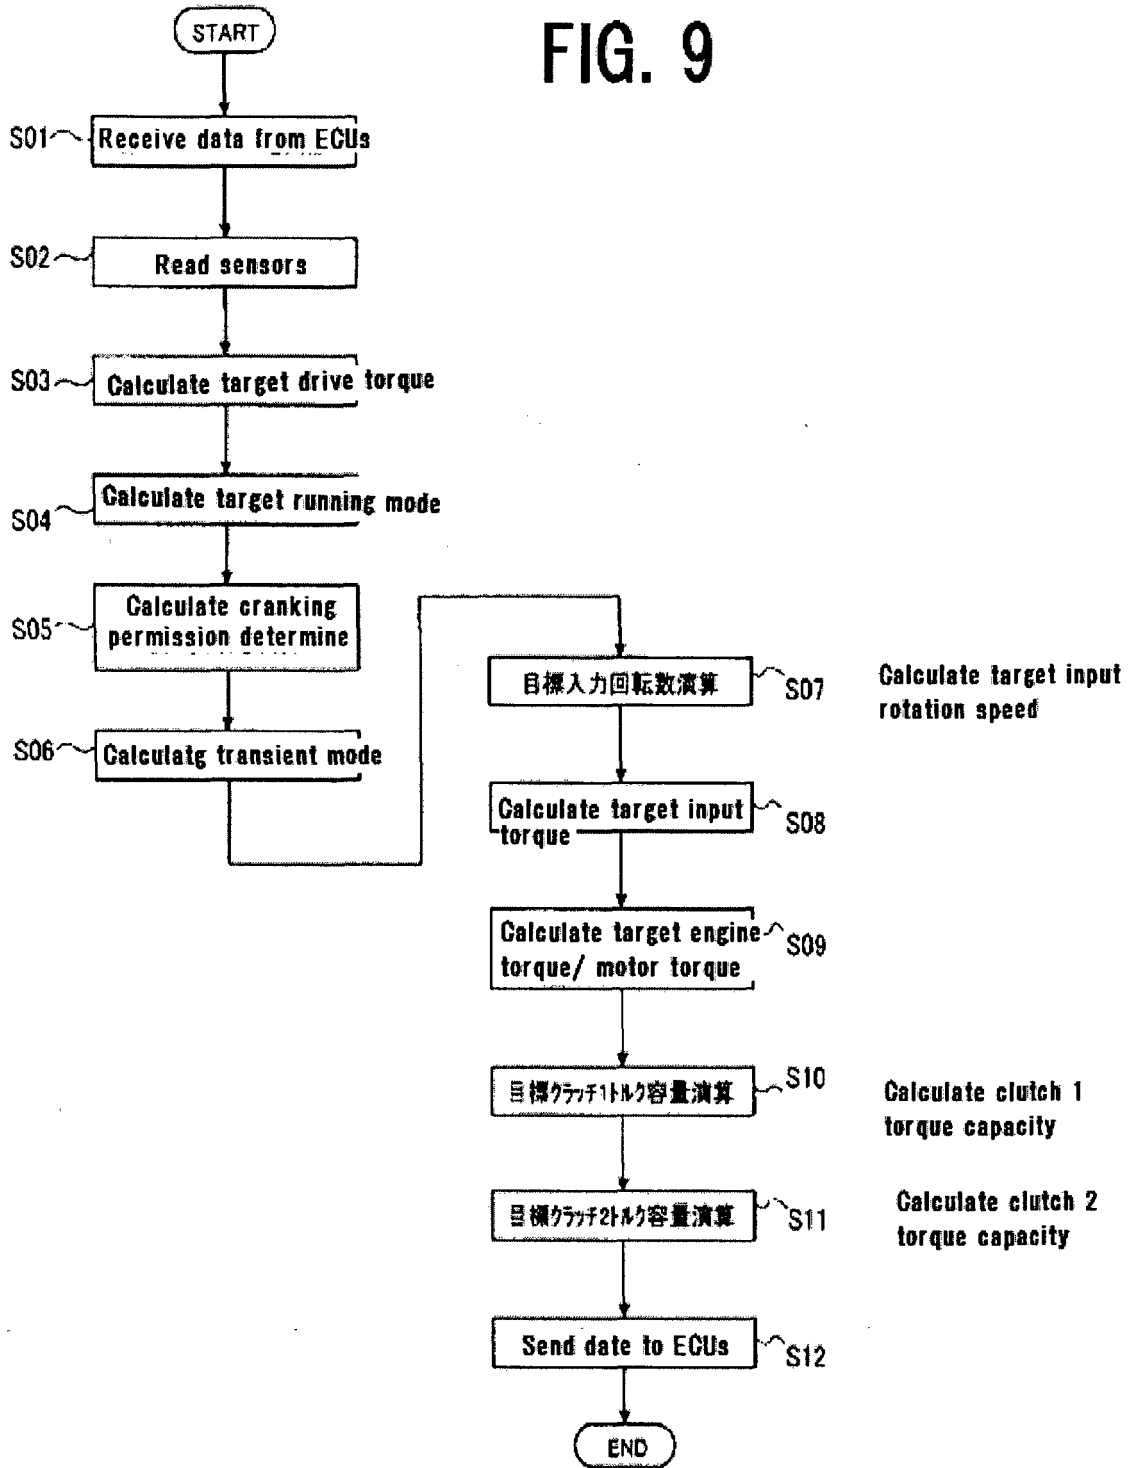 FIG. 9
START
S01
Receive data from ECUs
S02
Read sensors
S03
Calculate target drive torque
S04
Calculate target running mode
S05
Calculate cranking
permission determine
S06
Calculatg transient mode
目標入力回転数演算
S07
Calculate target input
rotation speed
Calculate target input
torque
S08
Calculate target engine
torque/ motor torque
S09
目標クラッチ1トルク容量演算
S10
Calculate clutch 1
torque capacity
目標クラッチ2トルク容量演算
S11
Calculate clutch 2
torque capacity
Send date to ECUs
S12
END